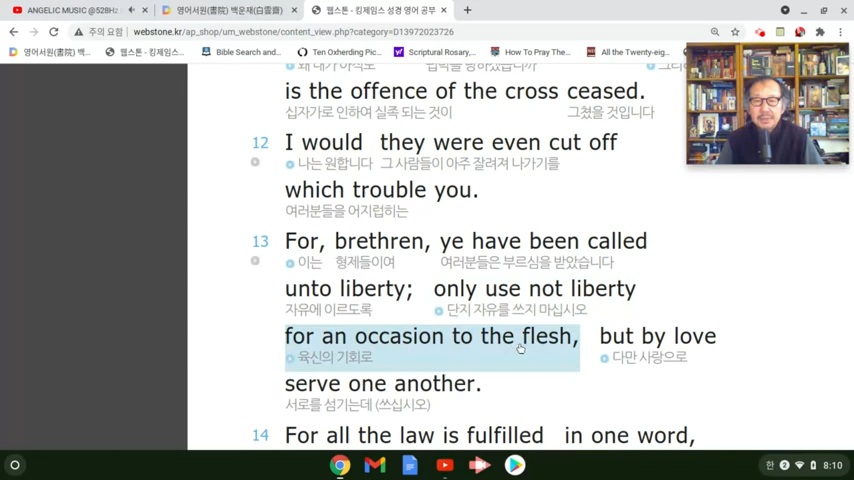 ANGELIC MUSIC @528Hz
영어서원(書院) 백운재(白雲齋)
웹스톤 - 킹제임스 성경 영어 공부
주의 요함
webstone.kr/ap_shop/um_webstone/content_view.php?category=D13972023726
영어서원(書院) 백...
웹스톤 - 킹제임스...
Bible Search and...
Ten Oxherding Pic...
Scriptural Rosary,...
How To Pray The...
All the Twenty-eig...
is the offence of the cross ceased.
십자가로 인하여 실족 되는 것이 그쳤을 것입니다
12 I would they were even cut off
나는 원합니다 그 사람들이 아주 잘려져 나가기를
which trouble you.
여러분들을 어지럽히는
13 For, brethren, ye have been called
이는 형제들이여 여러분들은 부르심을 받았습니다
unto liberty; only use not liberty
자유에 이르도록 단지 자유를 쓰지 마십시오
for an occasion to the flesh, but by love
육신의 기회로 다만 사랑으로
serve one another.
서로를 섬기는데 (쓰십시오)
14 For all the law is fulfilled in one word,
한 2 8:10